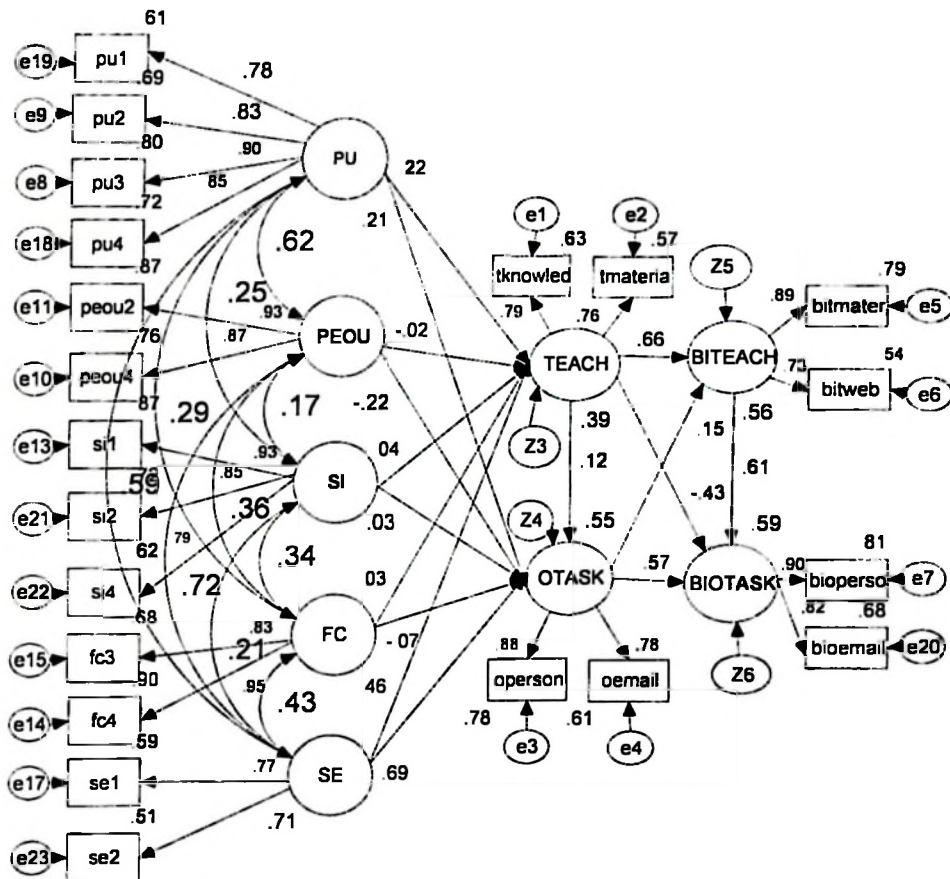 61
e19 pu1 .78
.69
e9 pu2 .83
.80
e8 pu3 .90 PU 22
.72
e18 pu4 .85 .21 e1 e2
.87 .62 .63 .57 Z5
e11 peou2 .25 .93 tknowled tmateria .79
.76 .87 PEOU -.02 .79 .76 .89 bitmater e5
e10 peou4 TEACH .66 BITEACH 54
.87 .29 .17 -.22 .73 bitweb e6
e13 si1 .93 04 Z3 .39 .15 .56
.59 .85 SI .12 .61
e21 si2 .36 .03 Z4 .55 -.43 .59
.62 .79 .34 81
e22 si4 .72 03 OTASK .57 BIOTASK .90 bioperso e7
.68 .83 FC .82 .68
e15 fc3 .21 -.07 .88 .78 bioemail e20
.90 .95 46 operson oemail Z6
e14 fc4 .43 .78 .61
.59 e3 e4
e17 se1 .77 SE .69
.51 .71
e23 se2